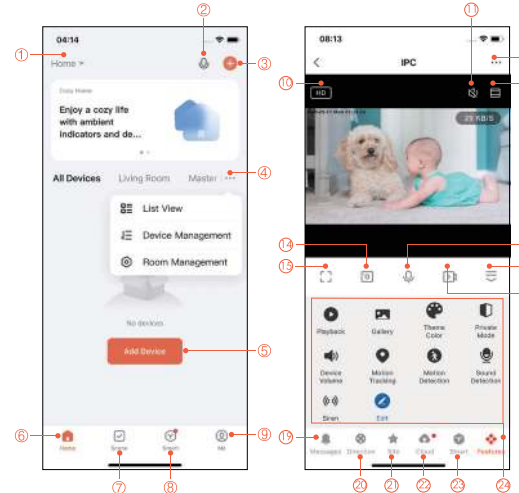 ②
⑪
①
04:14
08:13
Home
③
IPC
⑩
HD
Cozy Home
Enjoy a cozy life
with ambient
indicators and de...
29 KB/S
All Devices Living Room Master ④
List View
Device Management
Room Management
⑭
⑮
No devices
Add Device ⑤
Playback Gallery Theme Color Private Mode
Device Volume Motion Tracking Motion Detection Sound Detection
Siren Edit
⑥ ⑨
Home Scene Smart Me
⑦ ⑧
⑲
Messages Direction Site Cloud Smart Features
⑳ ㉑ ㉒ ㉓ ㉔